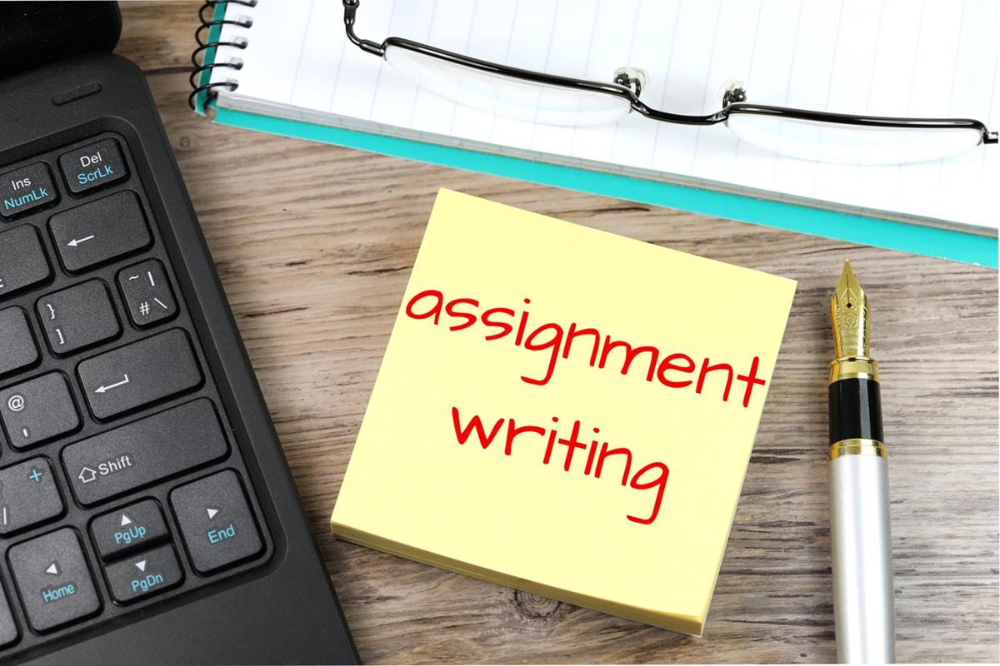 assignment
writing
Ins
NumLk
Del
ScrLk
}
]
~ |
# \
@
'
Shift
+
/
PgUp
PgDn
End
Home